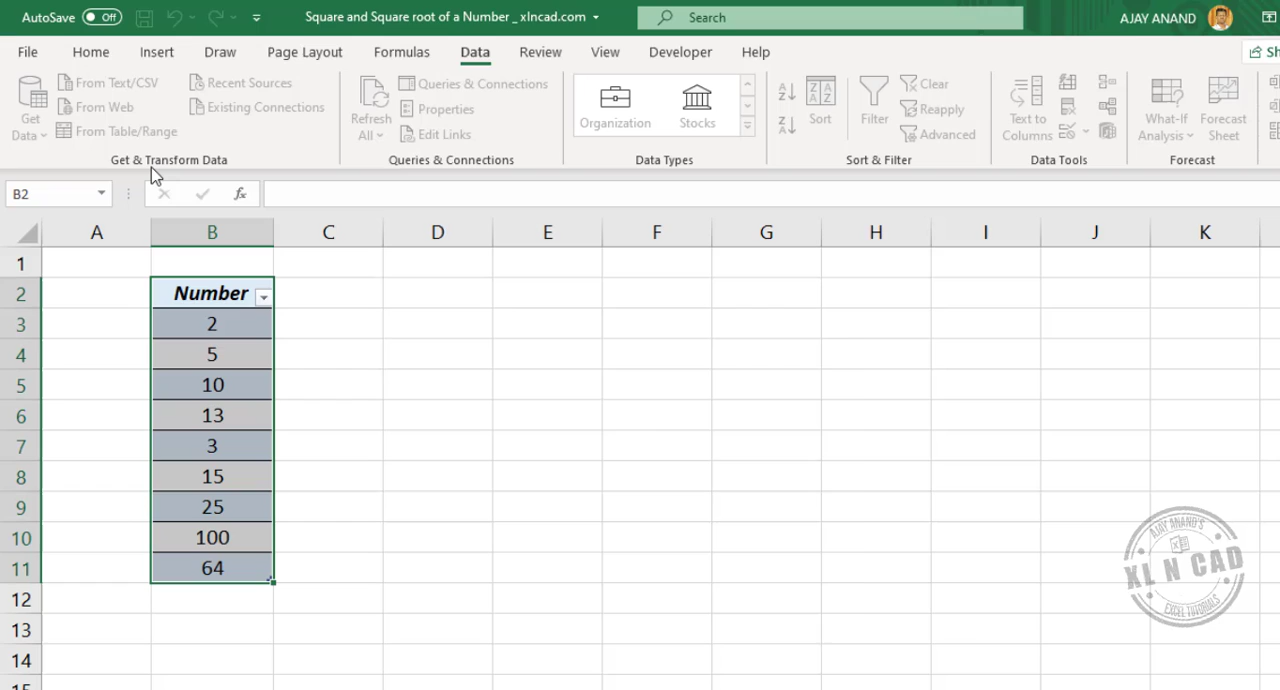 AutoSave Off Square and Square root of a Number _ xlncad.com Search AJAY ANAND
File Home Insert Draw Page Layout Formulas Data Review View Developer Help Sh
Get Data
From Text/CSV
From Web
From Table/Range
Recent Sources
Existing Connections
Get & Transform Data
Refresh All
Queries & Connections
Properties
Edit Links
Queries & Connections
Organization Stocks
Data Types
Sort
Filter
Clear
Reapply
Advanced
Sort & Filter
Text to Columns
Data Tools
What-If Analysis
Forecast Sheet
Forecast
B2 fx
A B C D E F G H I J K
1
2 Number
3 2
4 5
5 10
6 13
7 3
8 15
9 25
10 100
11 64
12
13
14
15
AJAY ANAND'S
XL N CAD
EXCEL TUTORIALS